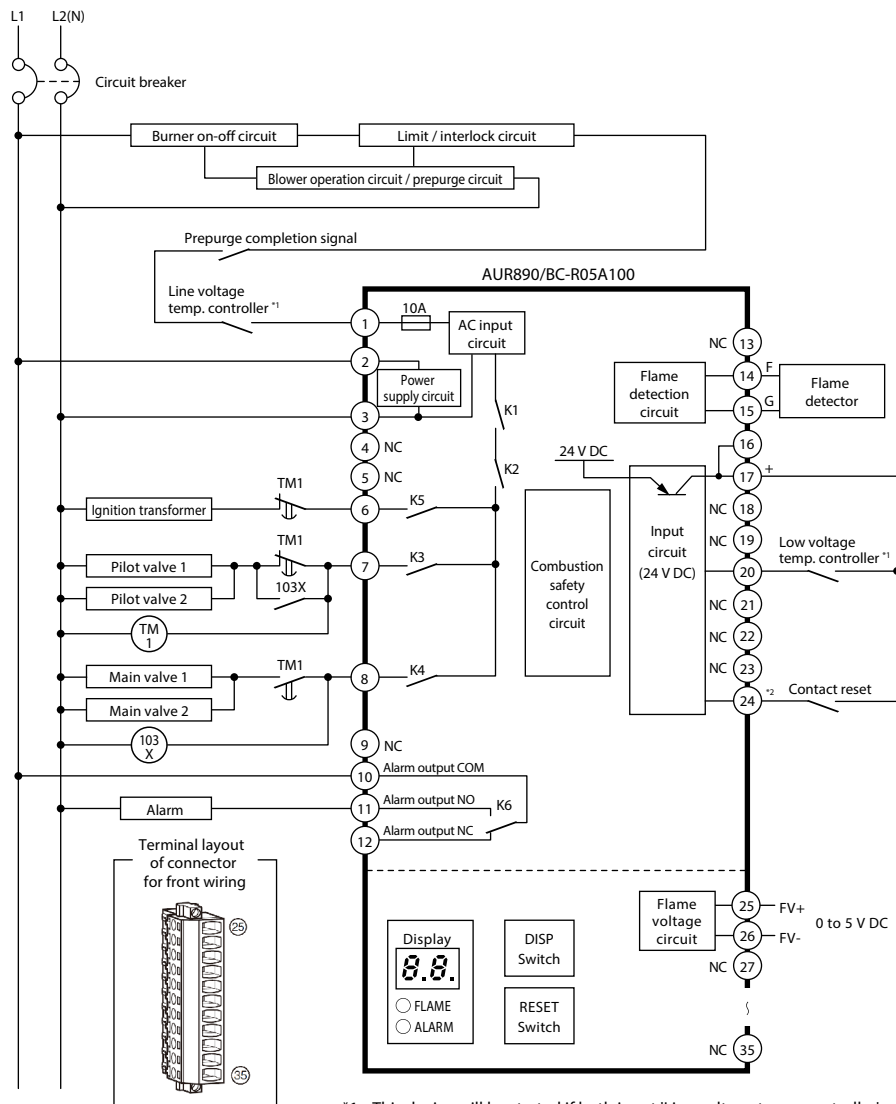 L1 L2(N)
Circuit breaker
Burner on-off circuit
Limit / interlock circuit
Blower operation circuit / prepurge circuit
Prepurge completion signal
Line voltage
temp. controller *1
AUR890/BC-R05A100
1
10A
AC input
circuit
2
Power
supply circuit
3
4 NC
5 NC
K1
K2
Ignition transformer
TM1
6
K5
Pilot valve 1
TM1
7
K3
103X
Pilot valve 2
TM
1
Main valve 1
TM1
8
K4
Main valve 2
103
X
9 NC
10 Alarm output COM
Alarm
11 Alarm output NO
K6
12 Alarm output NC
NC 13
Flame
detection
circuit
14 F
15 G
Flame
detector
16
24 V DC
17 +
NC 18
NC 19
Combustion
safety
control
circuit
Input
circuit
(24 V DC)
Low voltage
temp. controller *1
20
NC 21
NC 22
NC 23
24 *2 Contact reset
Terminal layout
of connector
for front wiring
25
35
Display
8.8.
FLAME
ALARM
DISP
Switch
RESET
Switch
Flame
voltage
circuit
25 FV+
26 FV-
0 to 5 V DC
NC 27
NC 35